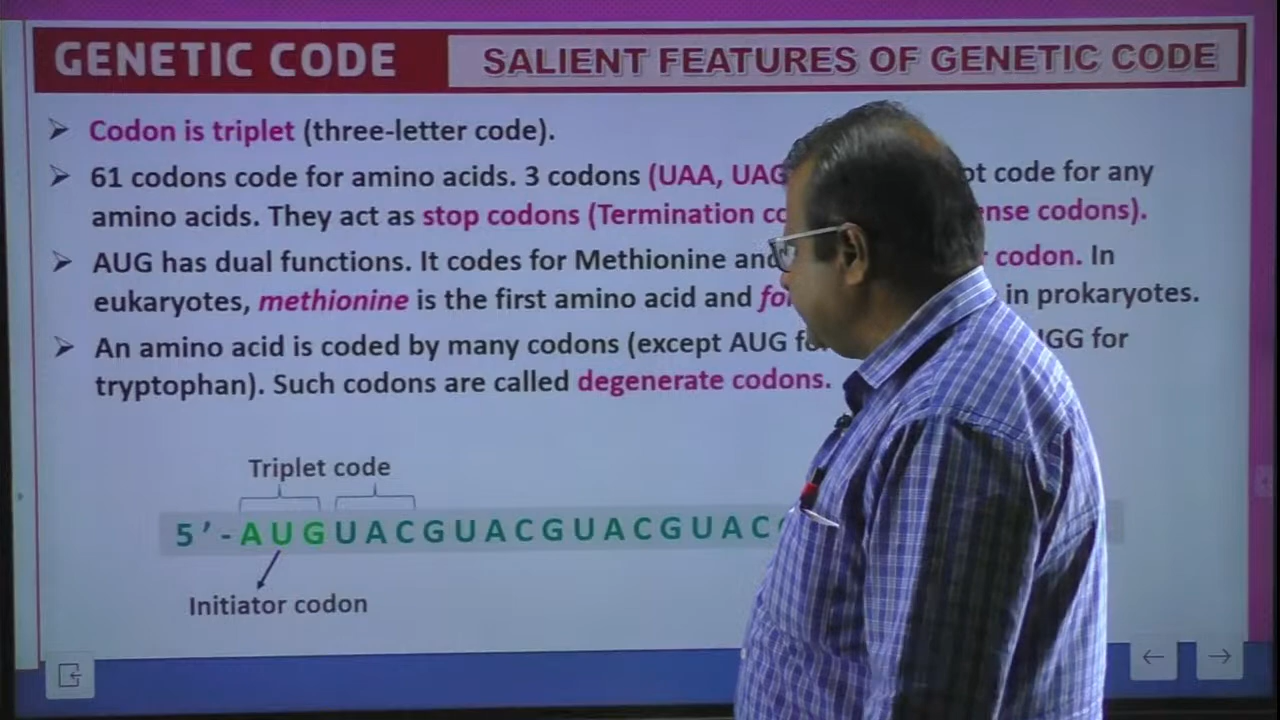 GENETIC CODE
SALIENT FEATURES OF GENETIC CODE
➤ Codon is triplet (three-letter code).
➤ 61 codons code for amino acids. 3 codons (UAA, UAG code for any
amino acids. They act as stop codons (Termination codons).
➤ AUG has dual functions. It codes for Methionine and codon. In
eukaryotes, methionine is the first amino acid and in prokaryotes.
➤ An amino acid is coded by many codons (except AUG for
tryptophan). Such codons are called degenerate codons.
Triplet code
5’-AUGUACGUACGUACGUAC
Initiator codon